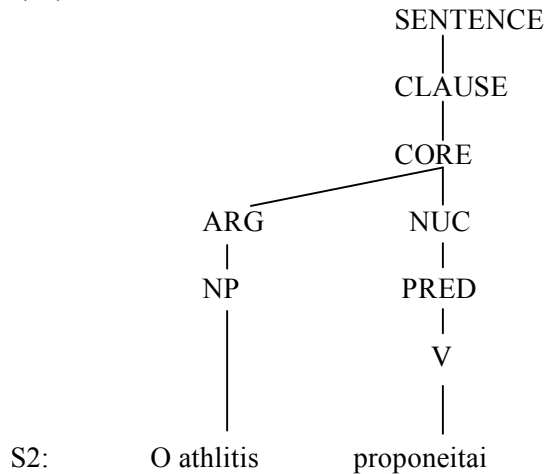 SENTENCE
CLAUSE
CORE
ARG NUC
NP PRED
V
S2: O athlitis proponeitai